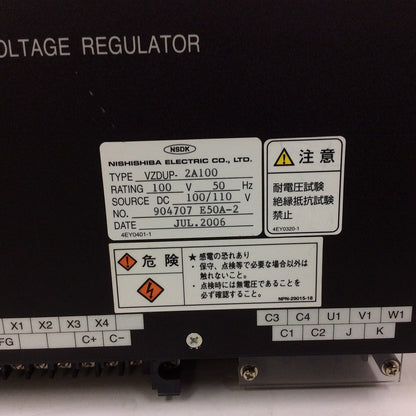 VOLTAGE REGULATOR
NSDK
NISHISHIBA ELECTRIC CO., LTD.
TYPE VZDUP- 2A100
RATING 100 V 50 Hz
SOURCE DC 100/110 V
NO. 904707 E50A-2
DATE JUL.2006
4EY0401-1
注意
耐電圧試験
絶縁抵抗試験
禁止
4EY0320-1
危険
★ 感電の恐れあり
・保守、点検等で必要な場合以外は
触れないこと。
・点検時には無電圧であることを
必ず確認すること。
NPN-29015-18
X1 X2 X3 X4
FG C+ C-
C3 C4 U1 V1 W1
C1 C2 J K